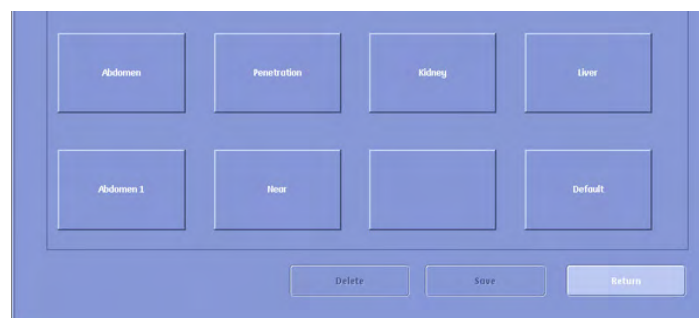 Abdomen Penetration Kidney Liver
Abdomen 1 Near Default
Delete Save Return